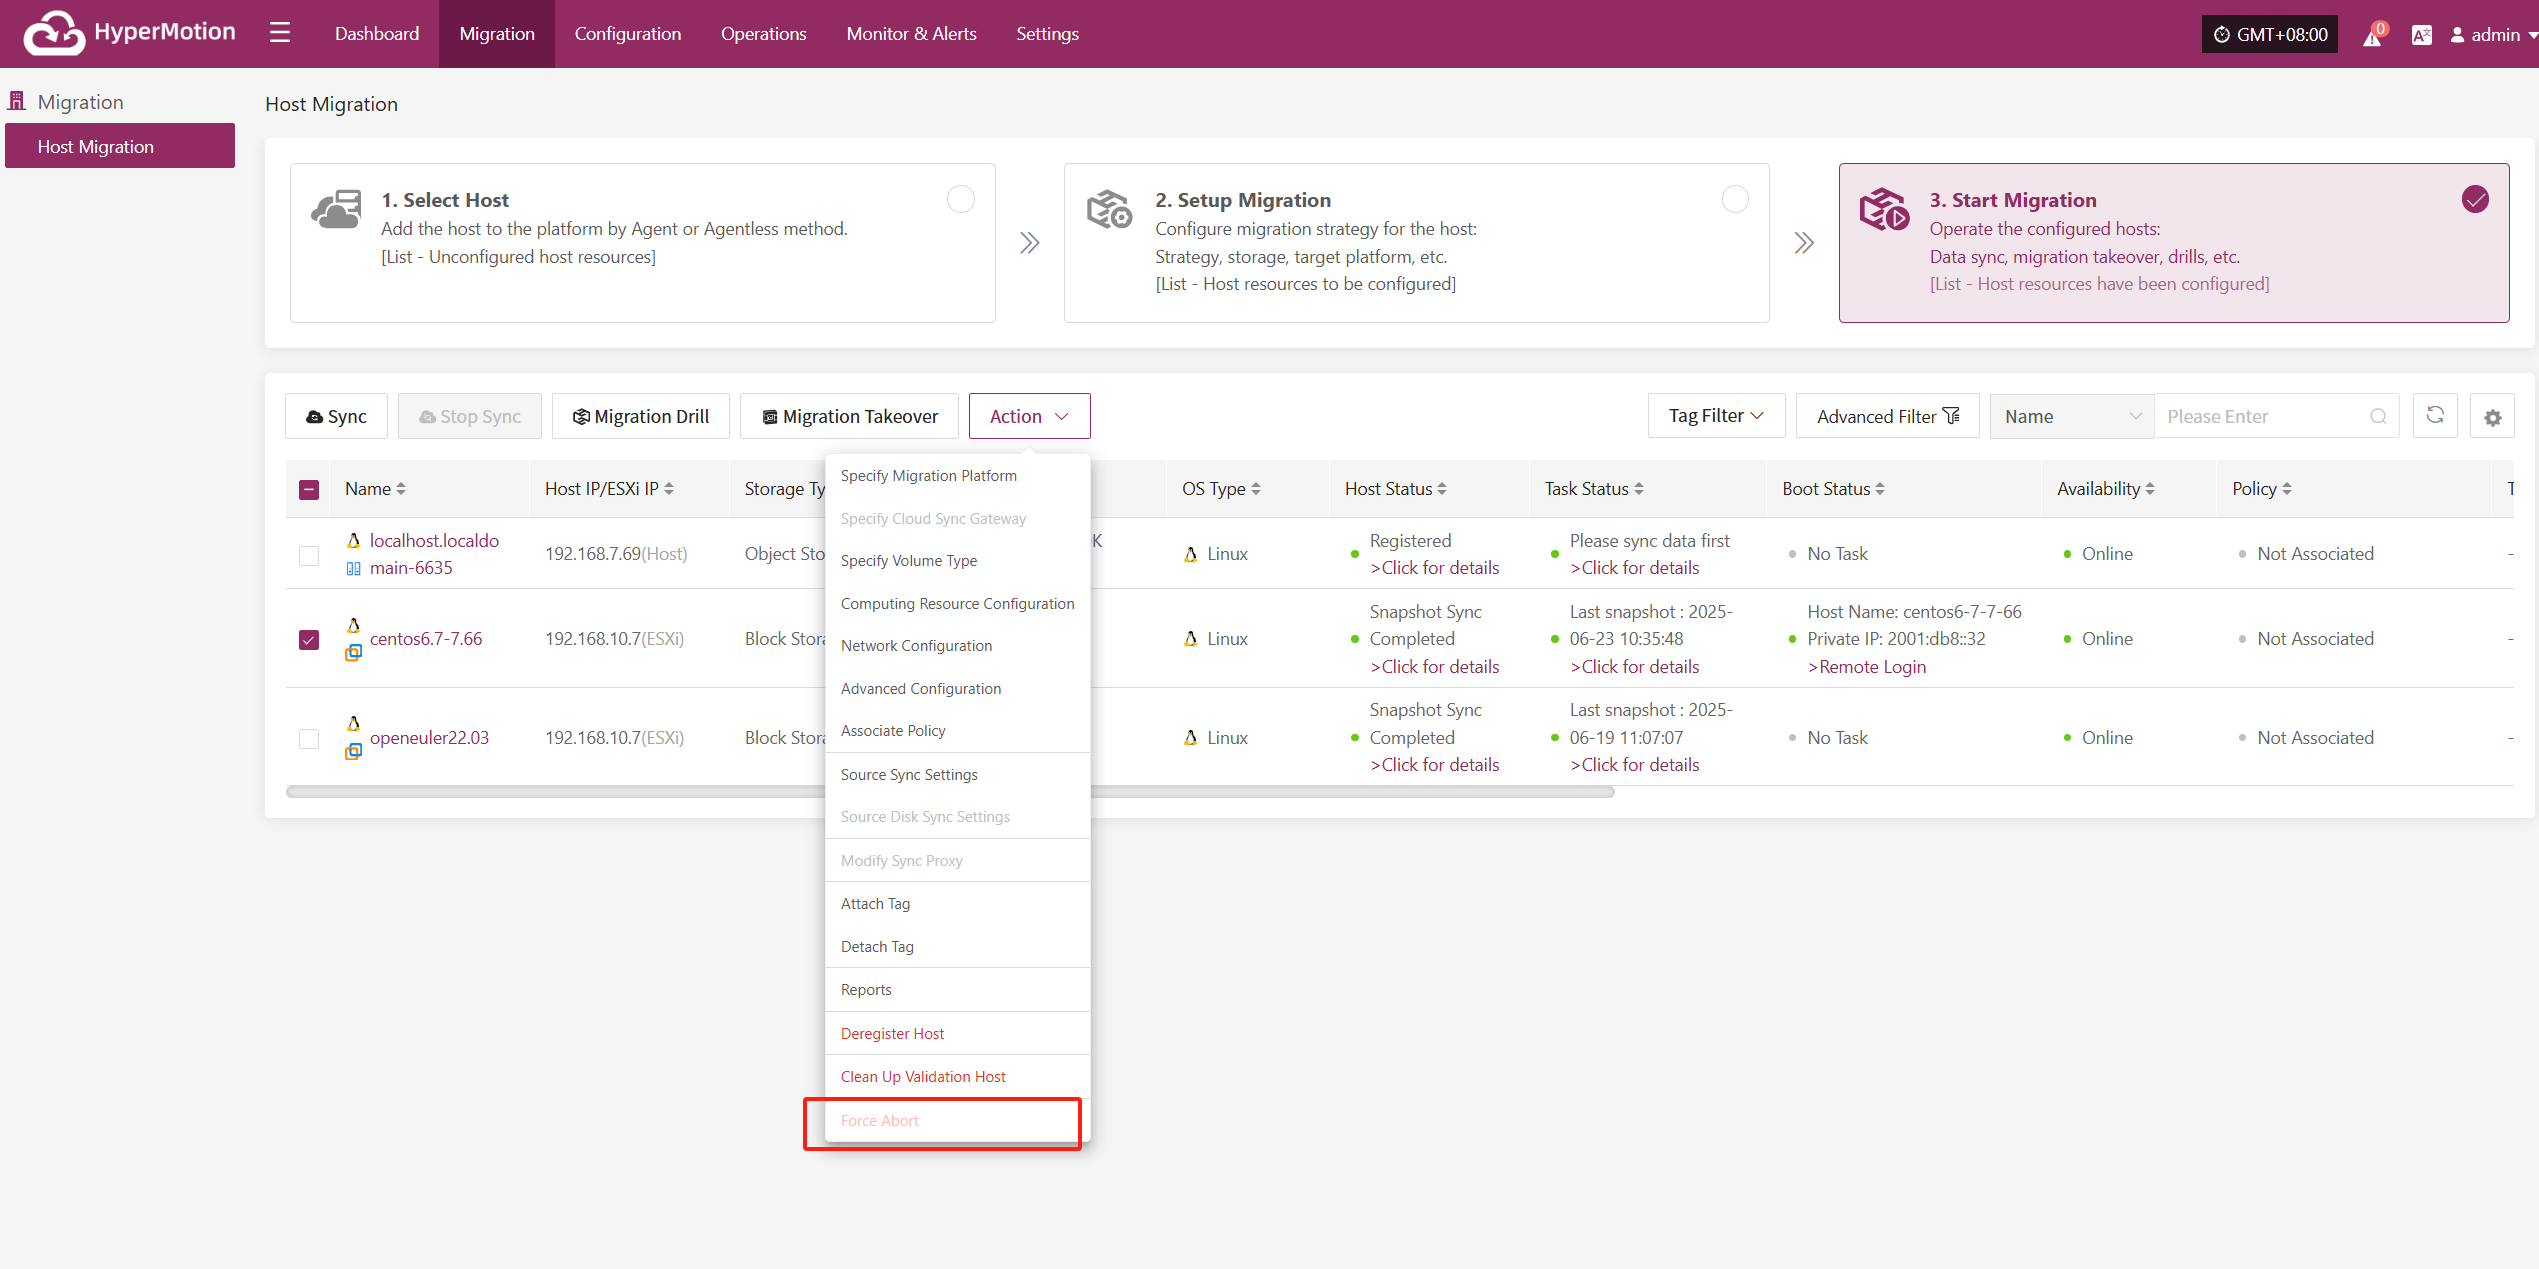 HyperMotion
Dashboard
Migration
Configuration
Operations
Monitor & Alerts
Settings
GMT+08:00
0
admin
Migration
Host Migration
Host Migration
1. Select Host
Add the host to the platform by Agent or Agentless method.
[List - Unconfigured host resources]
2. Setup Migration
Configure migration strategy for the host:
Strategy, storage, target platform, etc.
[List - Host resources to be configured]
3. Start Migration
Operate the configured hosts:
Data sync, migration takeover, drills, etc.
[List - Host resources have been configured]
Sync
Stop Sync
Migration Drill
Migration Takeover
Action
Tag Filter
Advanced Filter
Name
Please Enter
Name
Host IP/ESXi IP
Storage Ty
OS Type
Host Status
Task Status
Boot Status
Availability
Policy
T
localhost.localdo
main-6635
192.168.7.69(Host)
Object Sto
K
Linux
Registered
>Click for details
Please sync data first
>Click for details
No Task
Online
Not Associated
-
centos6.7-7.66
192.168.10.7(ESXi)
Block Stora
Linux
Snapshot Sync
Completed
>Click for details
Last snapshot : 2025-
06-23 10:35:48
>Click for details
Host Name: centos6-7-7-66
Private IP: 2001:db8::32
>Remote Login
Online
Not Associated
-
openeuler22.03
192.168.10.7(ESXi)
Block Stora
Linux
Snapshot Sync
Completed
>Click for details
Last snapshot : 2025-
06-19 11:07:07
>Click for details
No Task
Online
Not Associated
-
Specify Migration Platform
Specify Cloud Sync Gateway
Specify Volume Type
Computing Resource Configuration
Network Configuration
Advanced Configuration
Associate Policy
Source Sync Settings
Source Disk Sync Settings
Modify Sync Proxy
Attach Tag
Detach Tag
Reports
Deregister Host
Clean Up Validation Host
Force Abort